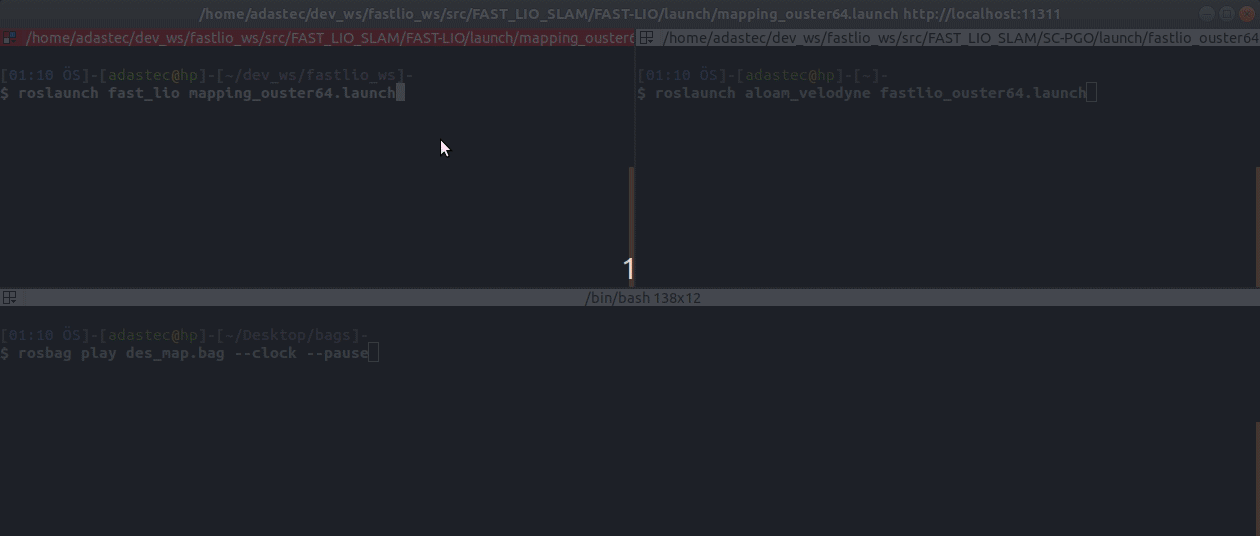 /home/adastec/dev_ws/fastlio_ws/src/FAST_LIO_SLAM/FAST-LIO/launch/mapping_ouster64.launch http://localhost:11311
/home/adastec/dev_ws/fastlio_ws/src/FAST_LIO_SLAM/FAST-LIO/launch/mapping_ouster
[01:10 ÖS]-[adastec@hp]-[~/dev_ws/fastlio_ws]-
$ roslaunch fast_lio mapping_ouster64.launch
/home/adastec/dev_ws/fastlio_ws/src/FAST_LIO_SLAM/SC-PGO/launch/fastlio_ouster64
[01:10 ÖS]-[adastec@hp]-[~]-
$ roslaunch aloam_velodyne fastlio_ouster64.launch
1
/bin/bash 138x12
[01:10 ÖS]-[adastec@hp]-[~/Desktop/bags]-
$ rosbag play des_map.bag --clock --pause